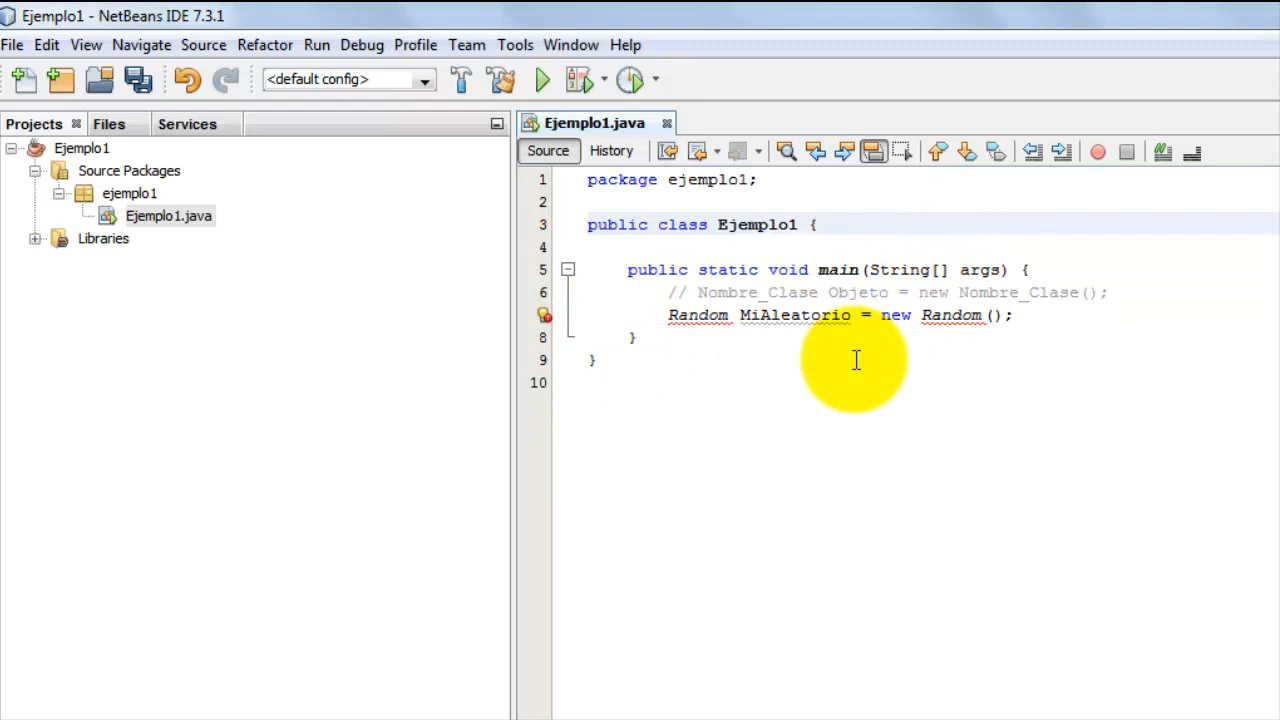 Ejemplo1 - NetBeans IDE 7.3.1
File Edit View Navigate Source Refactor Run Debug Profile Team Tools Window Help
<default config>
Projects Files Services
Ejemplo1
Source Packages
ejemplo1
Ejemplo1.java
Libraries
Ejemplo1.java
Source History
1 package ejemplo1;
2
3 public class Ejemplo1 {
4
5 public static void main(String[] args) {
6 // Nombre_Clase Objeto = new Nombre_Clase();
Random MiAleatorio = new Random();
8 }
9 }
10